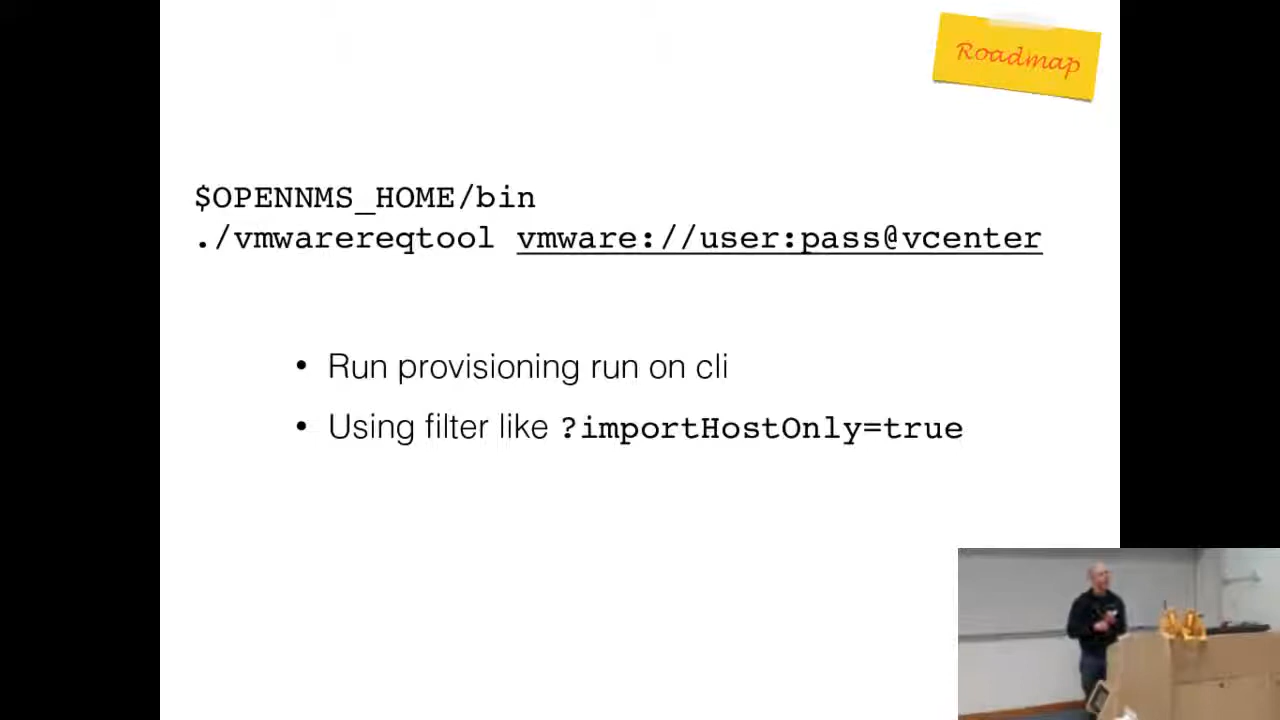 Roadmap
$OPENNMS_HOME/bin
./vmwarereqtool vmware://user:pass@vcenter
• Run provisioning run on cli
• Using filter like ?importHostOnly=true